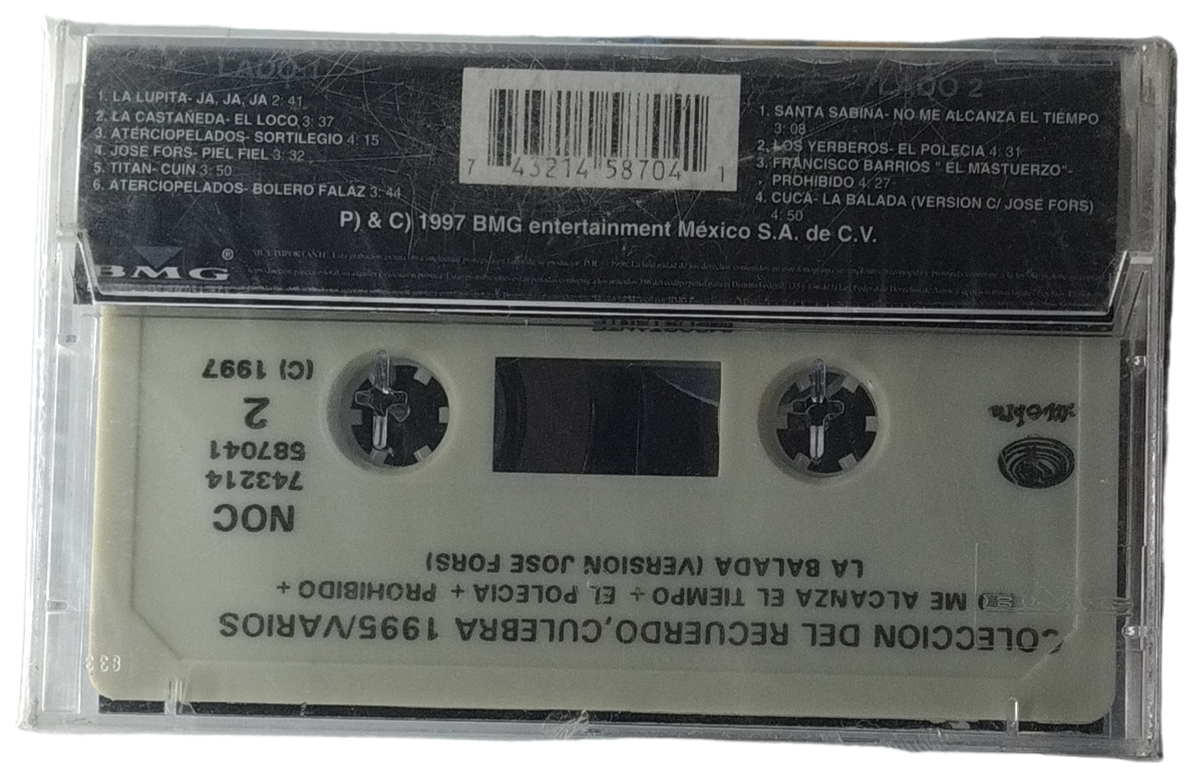 LADO 1
1. LA LUPITA- JA, JA, JA 2: 41
2. LA CASTAÑEDA- EL LOCO 3: 37
3. ATERCIOPELADOS- SORTILEGIO 4: 15
4. JOSE FORS- PIEL FIEL 3: 32
5. TITAN- CUIN 3: 50
6. ATERCIOPELADOS- BOLERO FALAZ 3: 44
7 43214 58704 1
LADO 2
1. SANTA SABINA- NO ME ALCANZA EL TIEMPO
3: 08
2. LOS YERBEROS- EL POLECIA 4: 31
3. FRANCISCO BARRIOS " EL MASTUERZO"-
PROHIBIDO 4: 27
4. CUCA- LA BALADA (VERSION C/ JOSE FORS)
4: 50
P) & C) 1997 BMG entertainment México S.A. de C.V.
BMG ®
COLECCION DEL RECUERDO,CULEBRA 1995/VARIOS
ME ALCANZA EL TIEMPO + EL POLECIA + PROHIBIDO +
LA BALADA (VERSION JOSE FORS)
NOC
743214
587041
2
(C) 1997